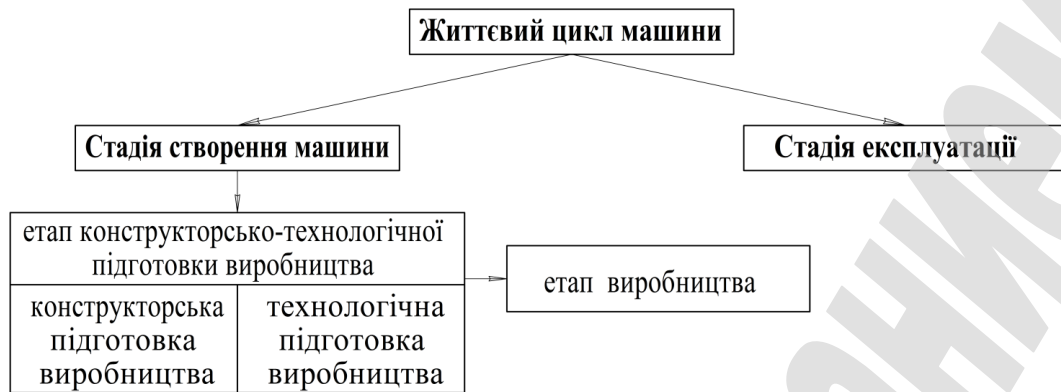 Життєвий цикл машини
Стадія створення машини
Стадія експлуатації
етап конструкторсько-технологічної
підготовки виробництва
конструкторська
підготовка
виробництва
технологічна
підготовка
виробництва
етап виробництва